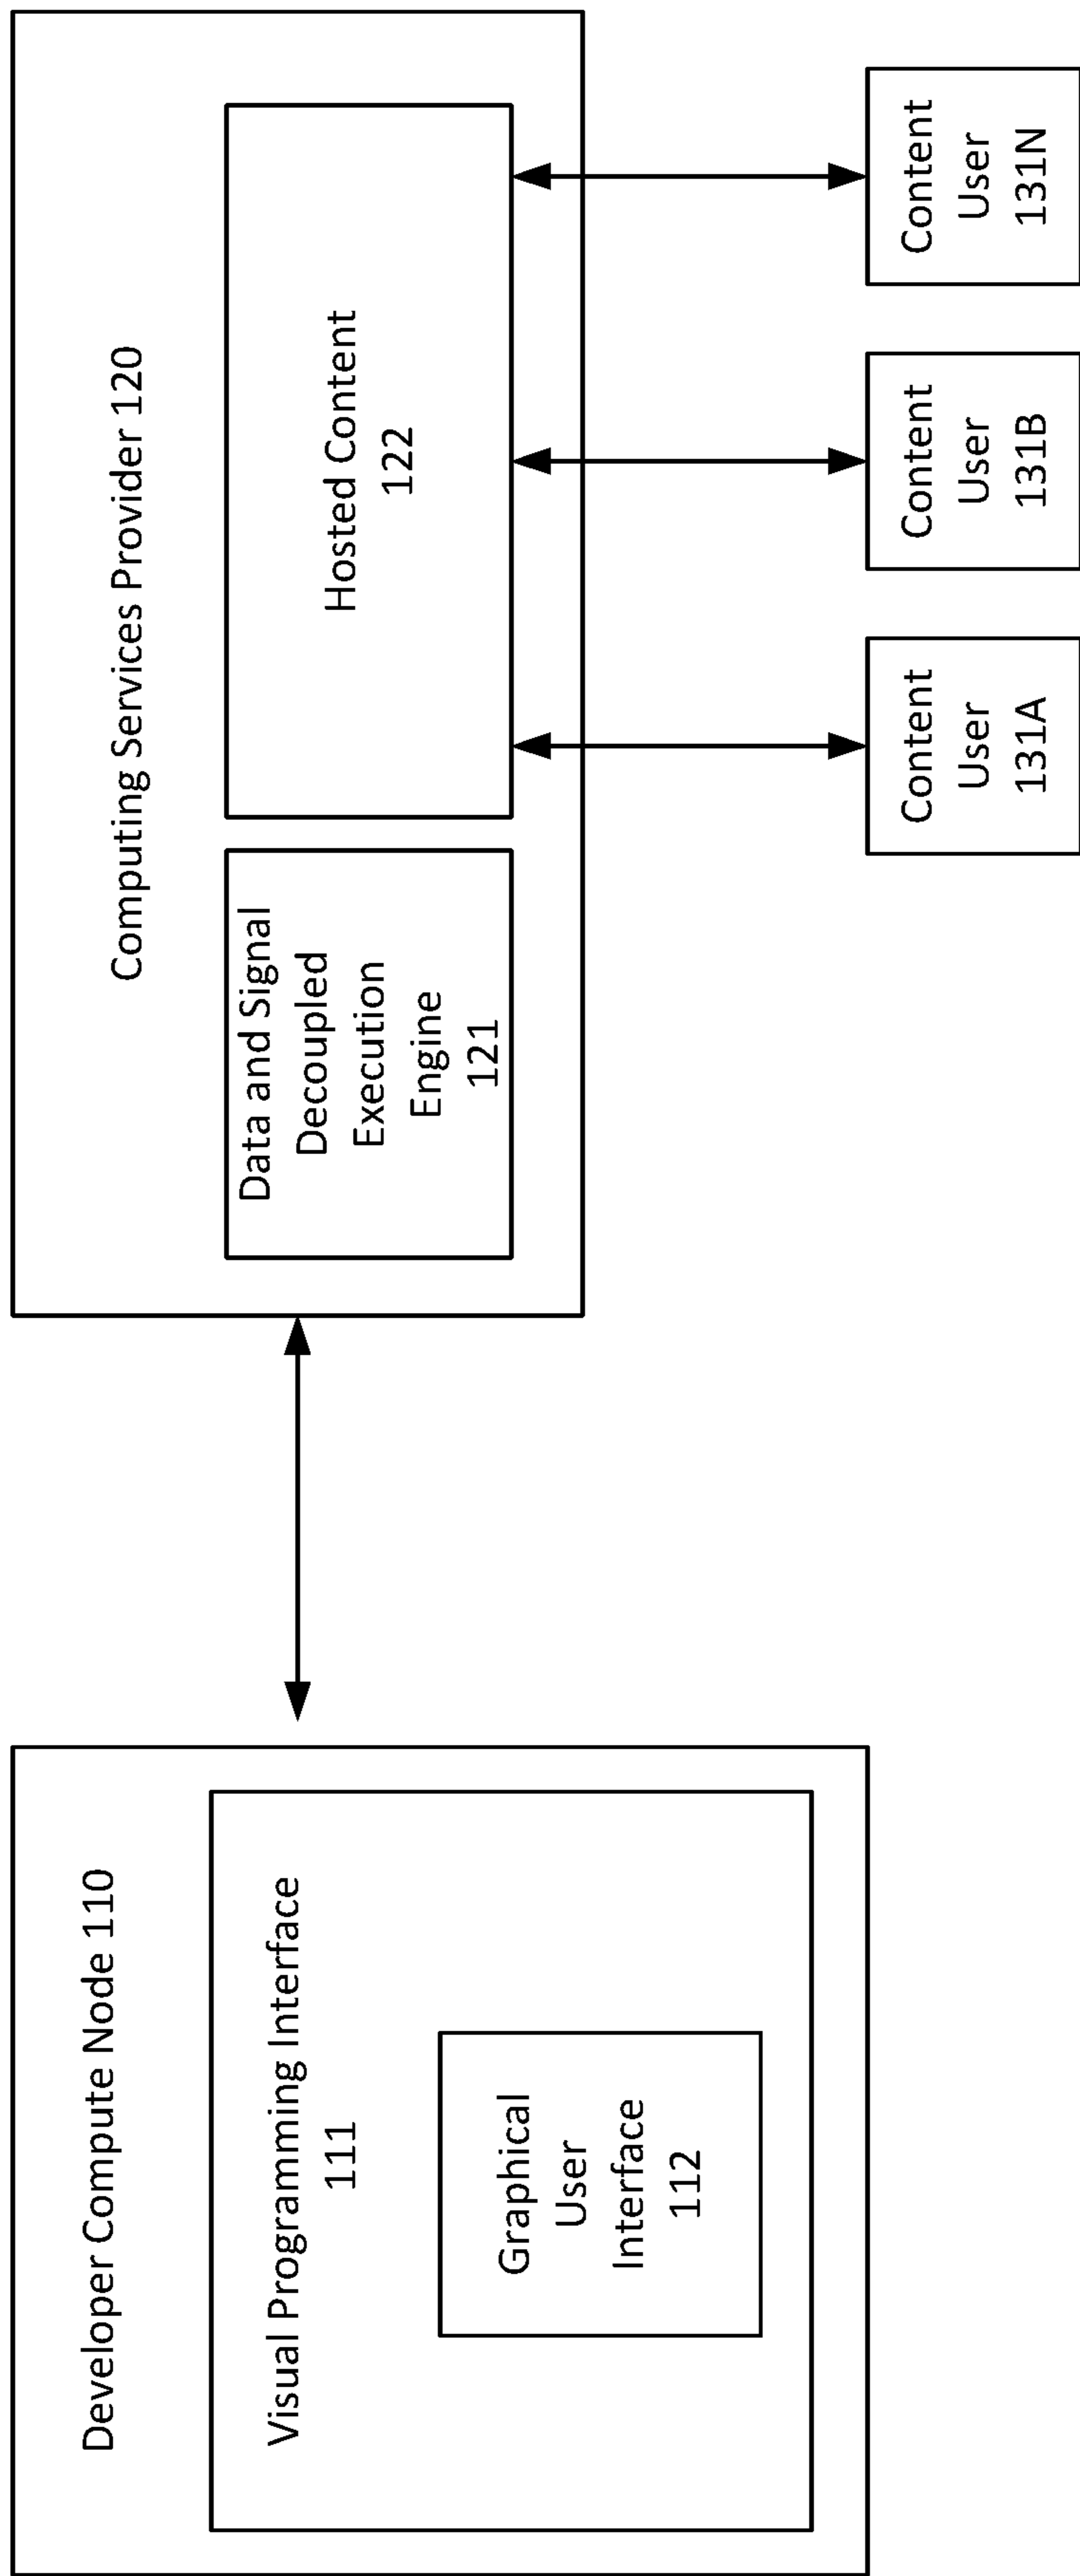 Developer Compute Node 110
Visual Programming Interface
111
Graphical
User
Interface
112
Computing Services Provider 120
Data and Signal
Decoupled
Execution
Engine
121
Hosted Content
122
Content
User
131A
Content
User
131B
Content
User
131N